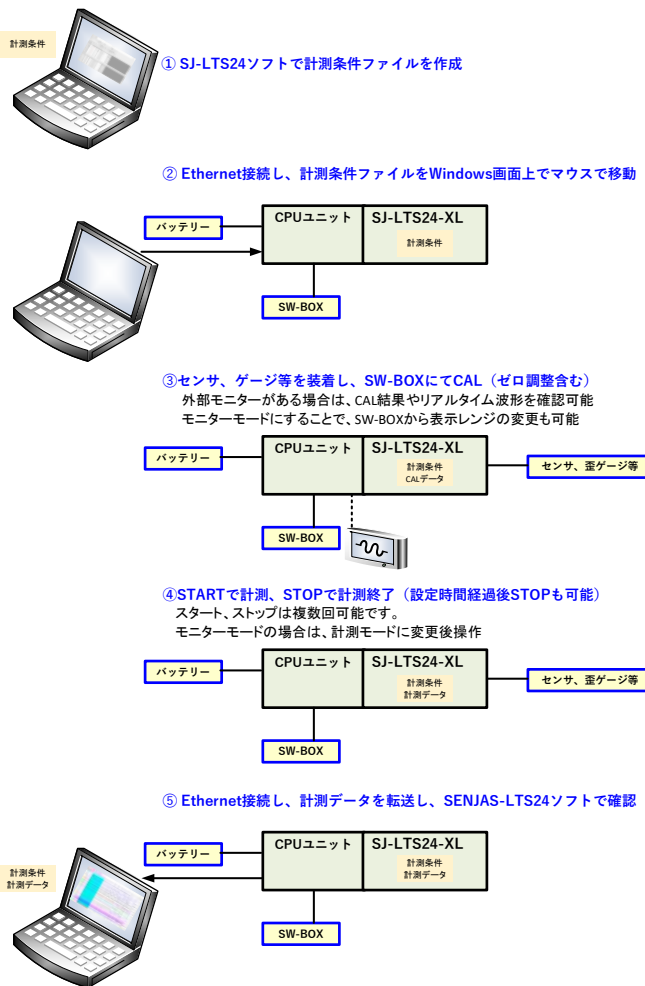 計測条件
① SJ-LTS24ソフトで計測条件ファイルを作成
② Ethernet接続し、計測条件ファイルをWindows画面上でマウスで移動
バッテリー
CPUユニット
SJ-LTS24-XL
計測条件
SW-BOX
③センサ、ゲージ等を装着し、SW-BOXにてCAL（ゼロ調整含む）
外部モニターがある場合は、CAL結果やリアルタイム波形を確認可能
モニターモードにすることで、SW-BOXから表示レンジの変更も可能
バッテリー
CPUユニット
SJ-LTS24-XL
計測条件
CALデータ
センサ、歪ゲージ等
SW-BOX
④STARTで計測、STOPで計測終了（設定時間経過後STOPも可能）
スタート、ストップは複数回可能です。
モニターモードの場合は、計測モードに変更後操作
バッテリー
CPUユニット
SJ-LTS24-XL
計測条件
計測データ
センサ、歪ゲージ等
SW-BOX
⑤ Ethernet接続し、計測データを転送し、SENJAS-LTS24ソフトで確認
計測条件
計測データ
バッテリー
CPUユニット
SJ-LTS24-XL
計測条件
計測データ
SW-BOX